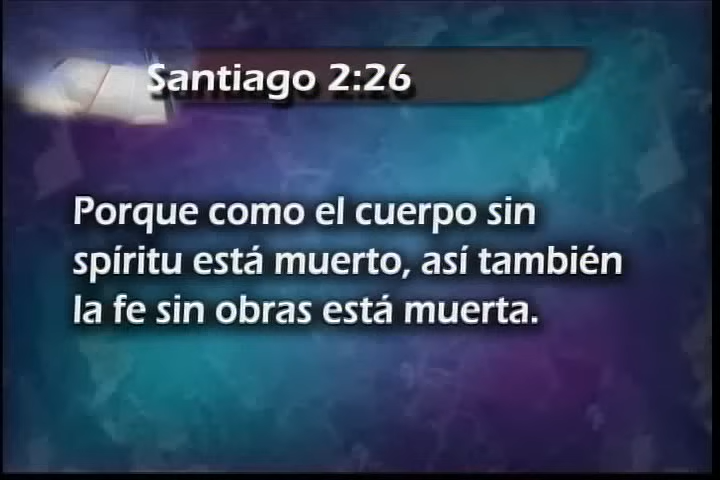 Santiago 2:26
Porque como el cuerpo sin
spíritu está muerto, así también
la fe sin obras está muerta.